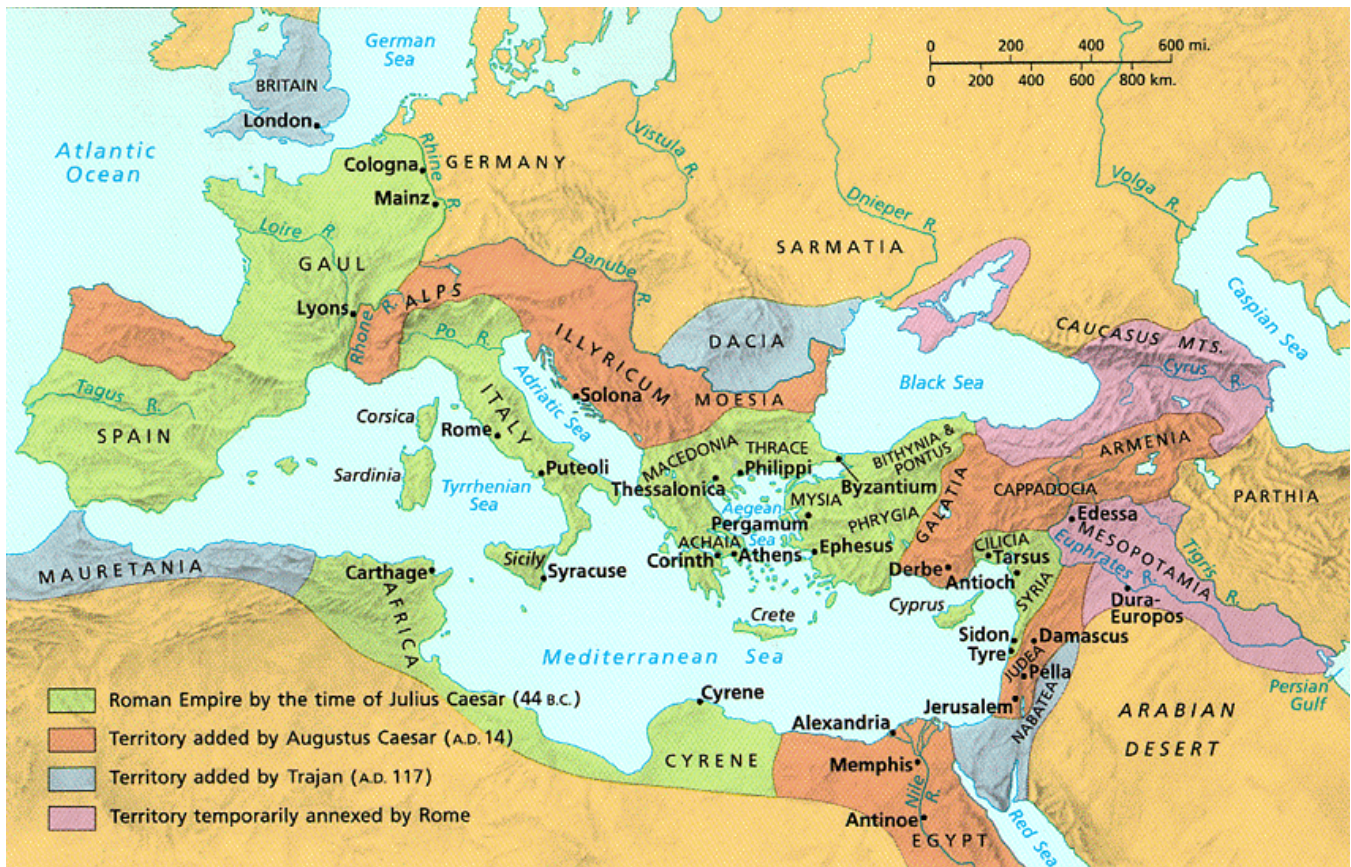 German
Sea
0 200 400 600 mi.
0 200 400 600 800 km.
BRITAIN
London
Atlantic
Ocean
Cologna
Rhine
R.
GERMANY
Mainz
Vistula R.
Dnieper R.
Volga R.
SARMATIA
Loire R.
GAUL
Danube
R.
Lyons
Rhone
R.
ALPS
Po R.
ILLYRICUM
DACIA
CAUCASUS MTS.
Caspian Sea
Cyrus R.
Black Sea
MOESIA
Tagus R.
SPAIN
Corsica
Rome
ITALY
Adriatic Sea
Solona
Sardinia
Puteoli
Tyrrhenian
Sea
MACEDONIA
THRACE
Philippi
Thessalonica
BITHYNIA &
PONTUS
Byzantium
GALATIA
ARMENIA
CAPPADOCIA
PARTHIA
Aegean
Sea
MYSIA
Pergamum
PHRYGIA
Edessa
MESOPOTAMIA
Euphrates R.
Tigris
R.
ACHAIA
Corinth
Athens
Ephesus
CILICIA
Tarsus
Derbe
Antioch
SYRIA
Dura-
Europos
MAURETANIA
Carthage
AFRICA
Sicily
Syracuse
Crete
Cyprus
Sidon
Tyre
Damascus
JUDEA
Pella
Mediterranean Sea
Jerusalem
NABATEA
Persian
Gulf
Cyrene
CYRENE
Alexandria
ARABIAN
DESERT
Memphis
Nile
R.
Antinoe
EGYPT
Red Sea
Roman Empire by the time of Julius Caesar (44 B.C.)
Territory added by Augustus Caesar (A.D. 14)
Territory added by Trajan (A.D. 117)
Territory temporarily annexed by Rome